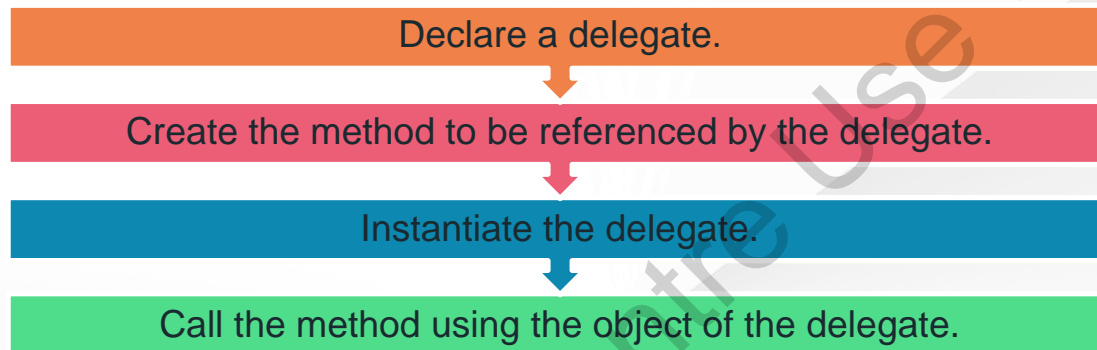 Declare a delegate.
Create the method to be referenced by the delegate.
Instantiate the delegate.
Call the method using the object of the delegate.
Use